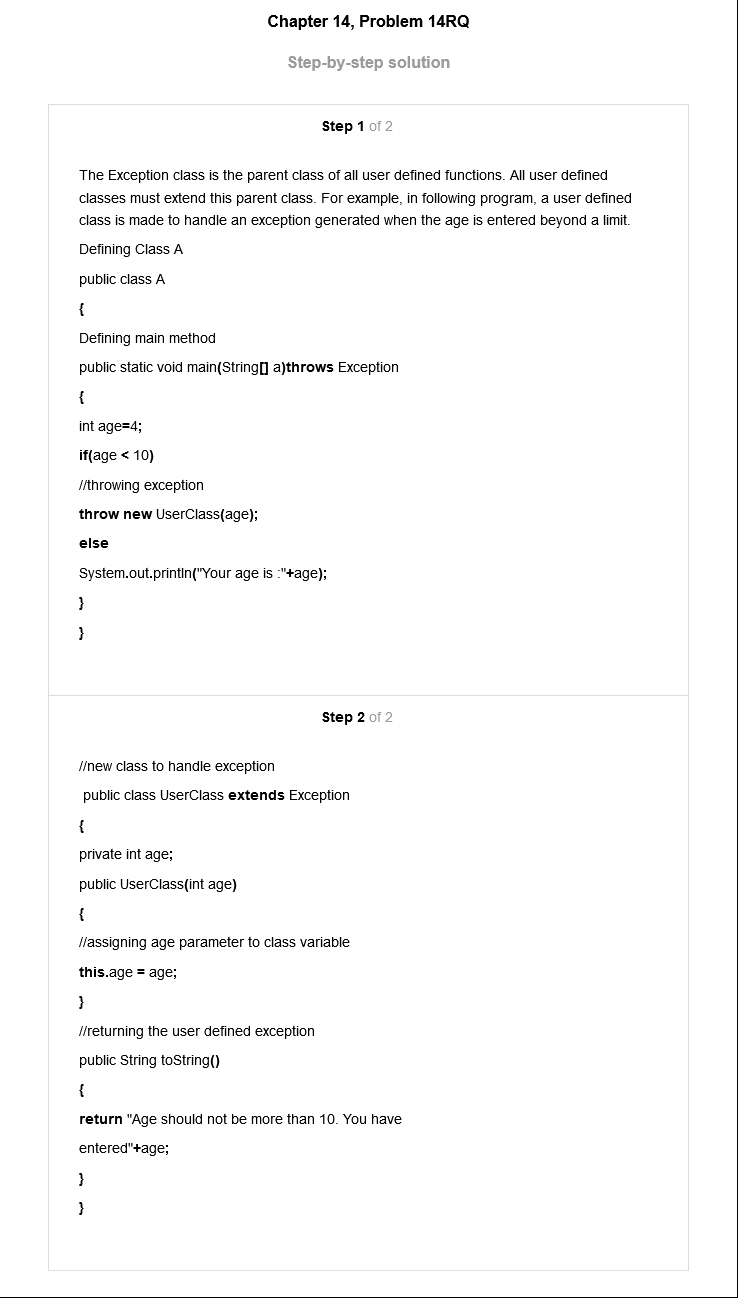 Chapter 14, Problem 14RQ
Step-by-step solution
Step 1 of 2
The Exception class is the parent class of all user defined functions. All user defined
classes must extend this parent class. For example, in following program, a user defined
class is made to handle an exception generated when the age is entered beyond a limit.
Defining Class A
public class A
{
Defining main method
public static void main(String[] a)throws Exception
{
int age=4;
if(age < 10)
//throwing exception
throw new UserClass(age);
else
System.out.println("Your age is :"+age);
}
}
Step 2 of 2
//new class to handle exception
public class UserClass extends Exception
{
private int age;
public UserClass(int age)
{
//assigning age parameter to class variable
this.age = age;
}
//returning the user defined exception
public String toString()
{
return "Age should not be more than 10. You have
entered"+age;
}
}